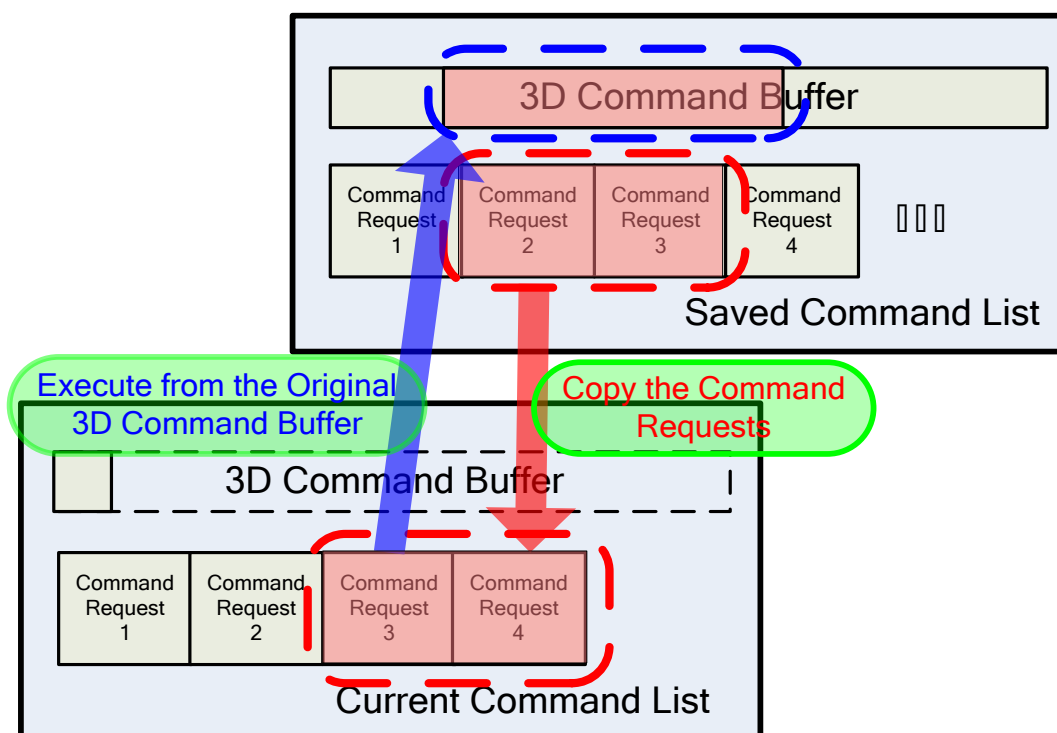 3D Command Buffer
Command
Request
1
Command
Request
2
Command
Request
3
Command
Request
4
▯▯▯
Saved Command List
Execute from the Original
3D Command Buffer
Copy the Command
Requests
3D Command Buffer
Command
Request
1
Command
Request
2
Command
Request
3
Command
Request
4
Current Command List